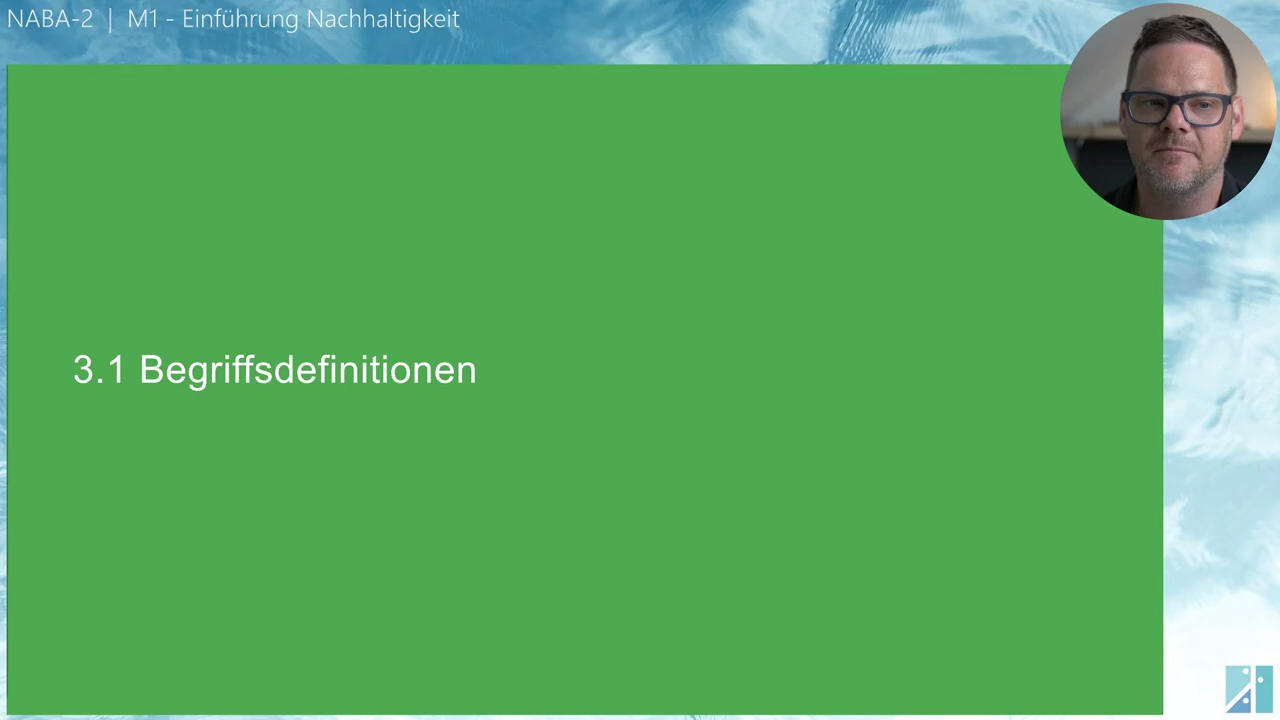 NABA-2 | M1 - Einführung Nachhaltigkeit
3.1 Begriffsdefinitionen